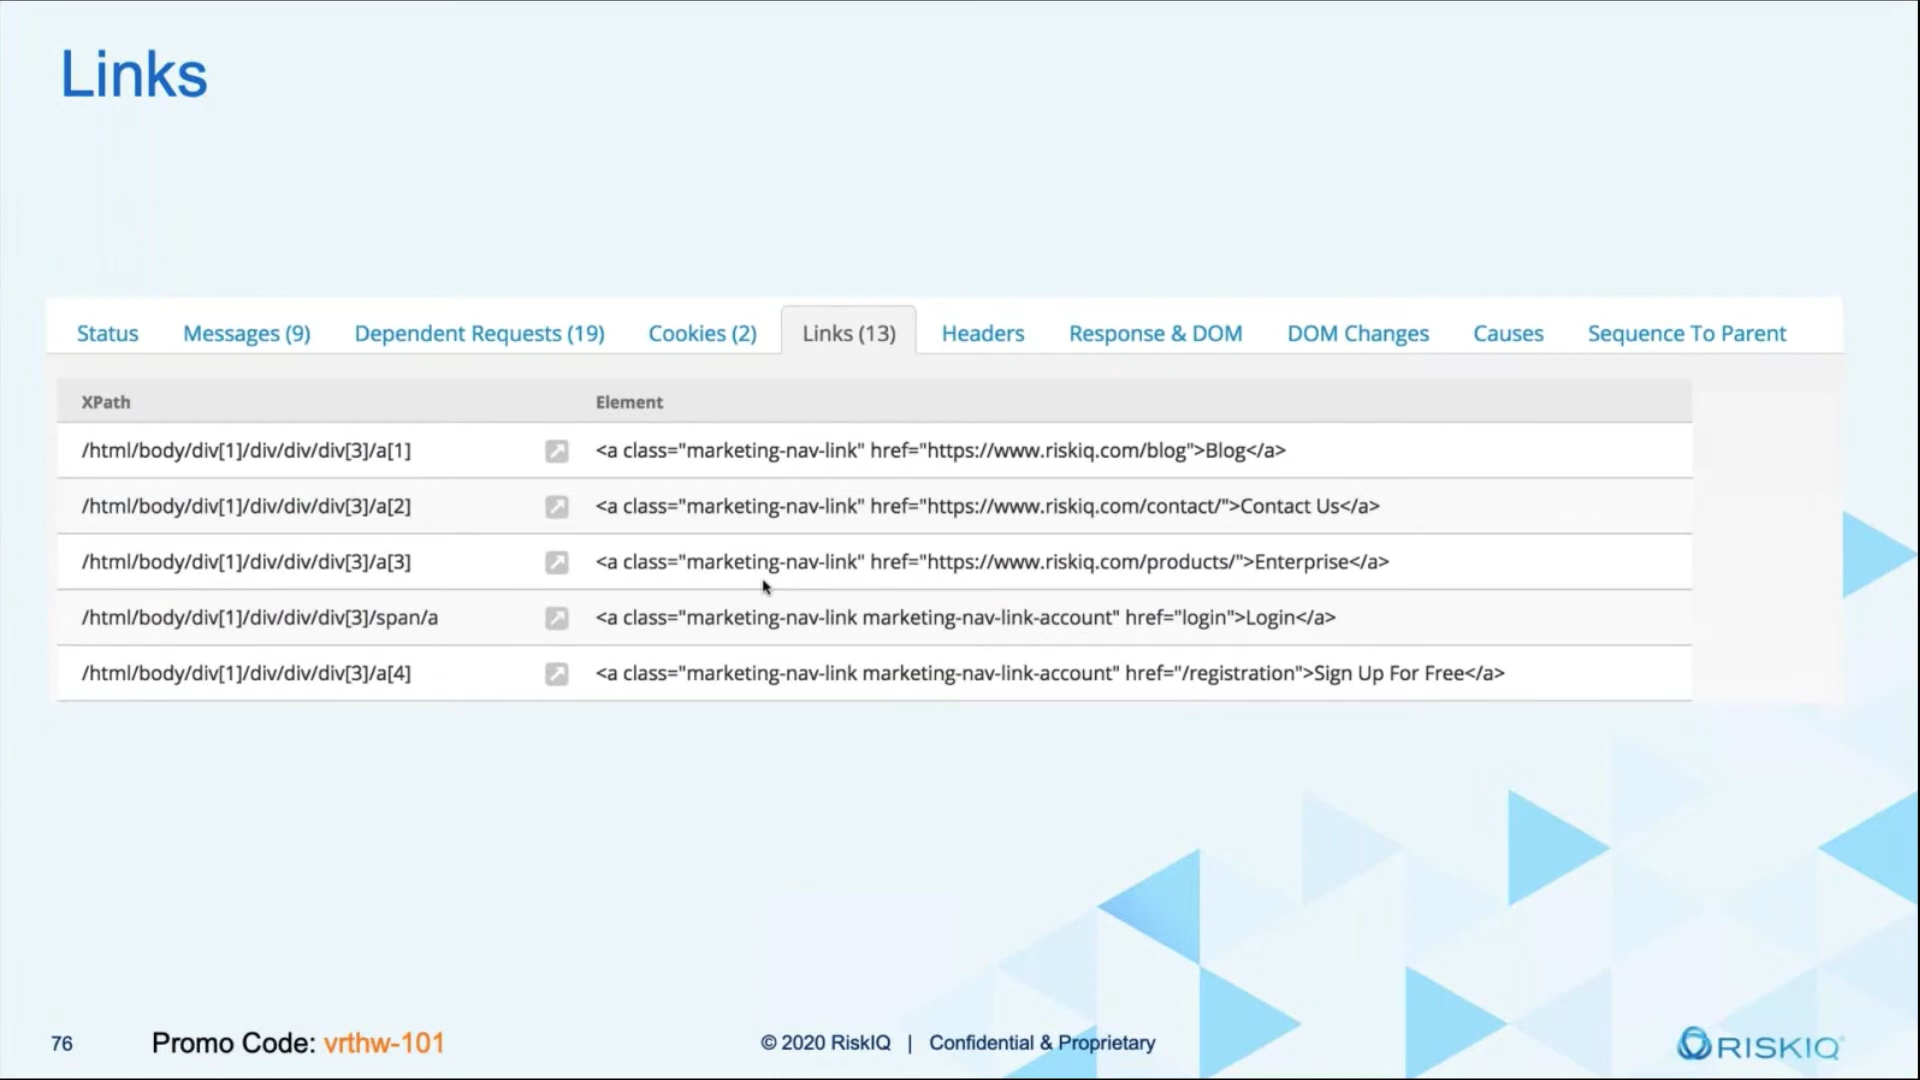 Links
Status Messages (9) Dependent Requests (19) Cookies (2) Links (13) Headers Response & DOM DOM Changes Causes Sequence To Parent
XPath Element
/html/body/div[1]/div/div/div[3]/a[1] <a class="marketing-nav-link" href="https://www.riskiq.com/blog">Blog</a>
/html/body/div[1]/div/div/div[3]/a[2] <a class="marketing-nav-link" href="https://www.riskiq.com/contact/">Contact Us</a>
/html/body/div[1]/div/div/div[3]/a[3] <a class="marketing-nav-link" href="https://www.riskiq.com/products/">Enterprise</a>
/html/body/div[1]/div/div/div[3]/span/a <a class="marketing-nav-link marketing-nav-link-account" href="login">Login</a>
/html/body/div[1]/div/div/div[3]/a[4] <a class="marketing-nav-link marketing-nav-link-account" href="/registration">Sign Up For Free</a>
76 Promo Code: vrthw-101 © 2020 RiskIQ | Confidential & Proprietary RISKIQ